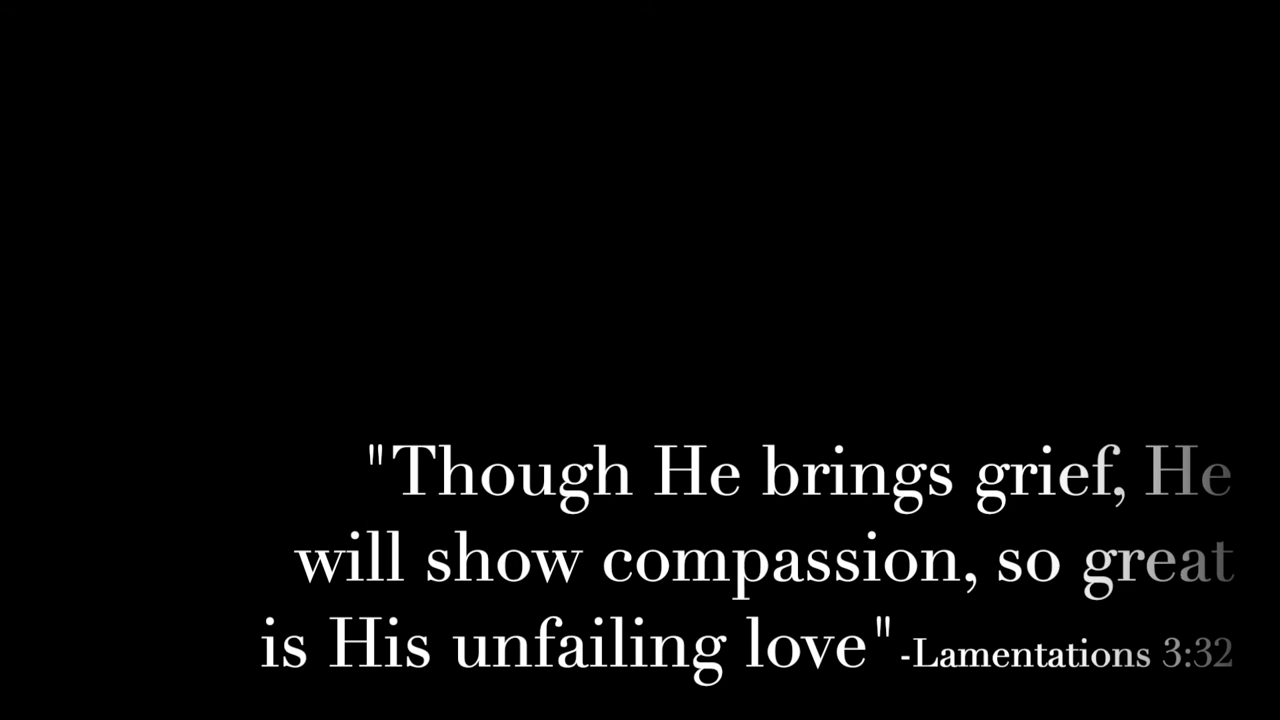 "Though He brings grief, He
will show compassion, so great
is His unfailing love" -Lamentations 3:32